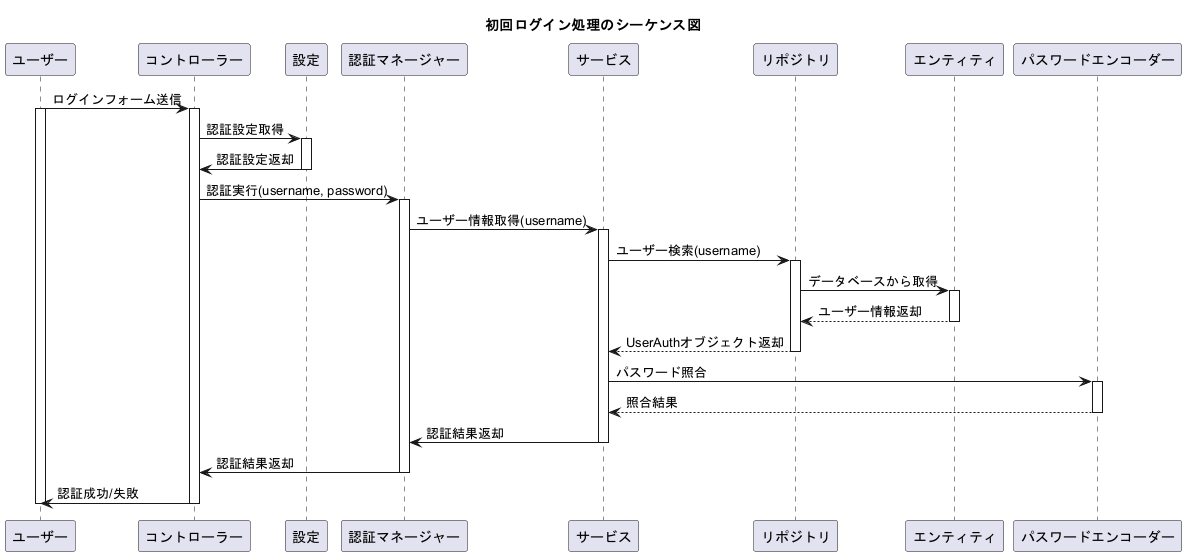 初回ログイン処理のシーケンス図
ユーザー コントローラー 設定 認証マネージャー サービス リポジトリ エンティティ パスワードエンコーダー
ログインフォーム送信
認証設定取得
認証設定返却
認証実行(username, password)
ユーザー情報取得(username)
ユーザー検索(username)
データベースから取得
ユーザー情報返却
UserAuthオブジェクト返却
パスワード照合
照合結果
認証結果返却
認証結果返却
認証成功/失敗
ユーザー コントローラー 設定 認証マネージャー サービス リポジトリ エンティティ パスワードエンコーダー